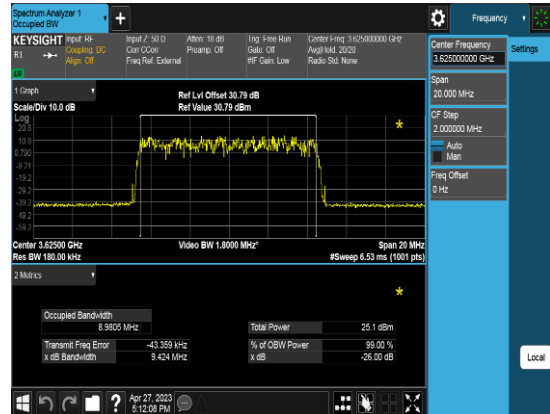 Spectrum Analyzer 1
Occupied BW
+
Frequency
KEYSIGHT
R1
Input: RF
Coupling: DC
Align: Off
Input Z: 50 Ω
Corr CCorr
Freq Ref: External
Atten: 18 dB
Preamp: Off
Trig: Free Run
Gate: Off
#IF Gain: Low
Center Freq: 3.625000000 GHz
Avg|Hold: 20/20
Radio Std: None
LXI
Center Frequency
3.625000000 GHz
Settings
Span
20.000 MHz
CF Step
2.000000 MHz
Auto
Man
Freq Offset
0 Hz
Local
1 Graph
Scale/Div 10.0 dB
Ref Lvl Offset 30.79 dB
Ref Value 30.79 dBm
Log
20.8
10.8
0.790
-9.21
-19.2
-29.2
-39.2
-49.2
-59.2
Center 3.62500 GHz
Res BW 180.00 kHz
Video BW 1.8000 MHz*
Span 20 MHz
#Sweep 6.53 ms (1001 pts)
2 Metrics
Occupied Bandwidth
8.9805 MHz
Total Power
25.1 dBm
Transmit Freq Error
-43.359 kHz
% of OBW Power
99.00 %
x dB Bandwidth
9.424 MHz
x dB
-26.00 dB
Apr 27, 2023
5:12:08 PM